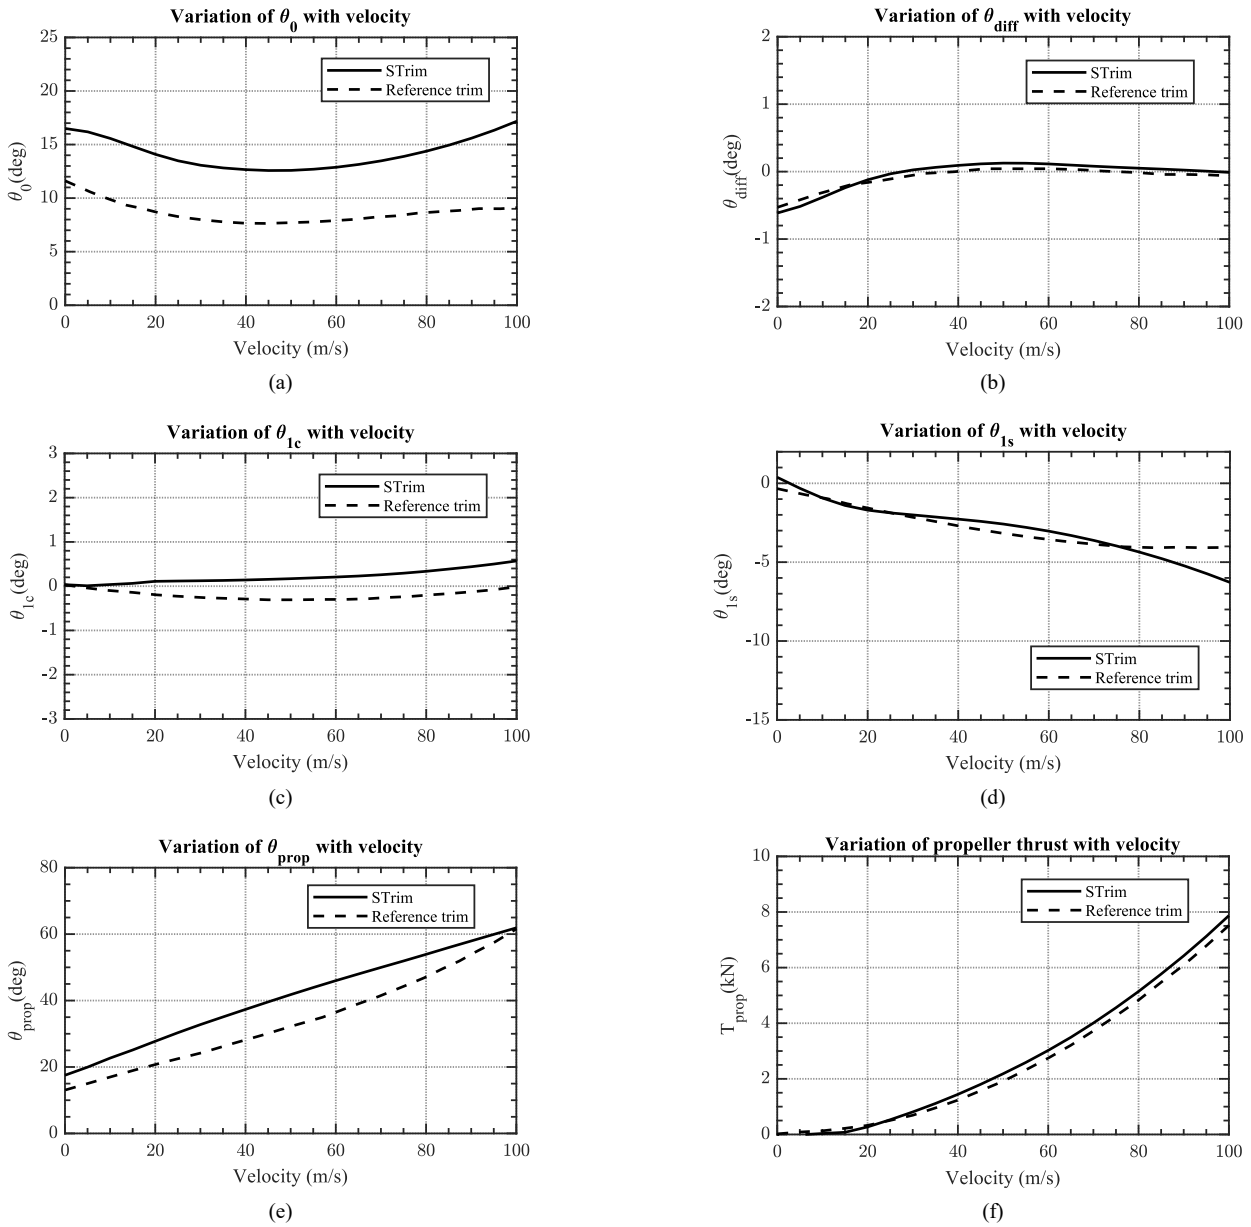 Variation of θ0 with velocity
25
20
15
10
5
0
θ0(deg)
STrim
Reference trim
0 20 40 60 80 100
Velocity (m/s)
(a)
Variation of θdiff with velocity
2
1
0
-1
-2
θdiff(deg)
STrim
Reference trim
0 20 40 60 80 100
Velocity (m/s)
(b)
Variation of θ1c with velocity
3
2
1
0
-1
-2
-3
θ1c(deg)
STrim
Reference trim
0 20 40 60 80 100
Velocity (m/s)
(c)
Variation of θ1s with velocity
0
-5
-10
-15
θ1s(deg)
STrim
Reference trim
0 20 40 60 80 100
Velocity (m/s)
(d)
Variation of θprop with velocity
80
60
40
20
0
θprop(deg)
STrim
Reference trim
0 20 40 60 80 100
Velocity (m/s)
(e)
Variation of propeller thrust with velocity
10
8
6
4
2
0
Tprop(kN)
STrim
Reference trim
0 20 40 60 80 100
Velocity (m/s)
(f)